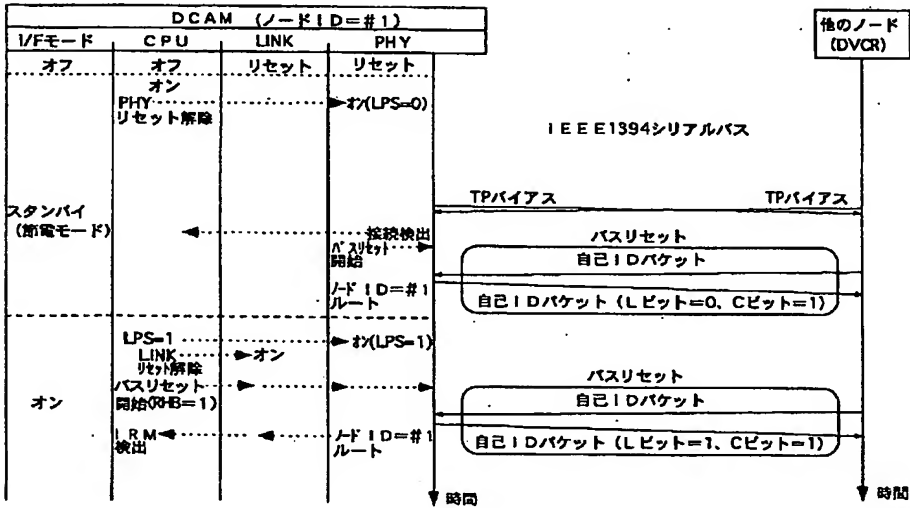 DCAM (ノードID=#1)
I/Fモード CPU LINK PHY
他のノード
(DVCR)
オフ オフ リセット リセット
オン
PHY オン(LPS=0)
リセット解除
IEEE1394シリアルバス
TPバイアス TPバイアス
スタンバイ
(節電モード)
接続検出
バスリセット
開始
バスリセット
自己IDパケット
ノード ID=#1
ルート
自己IDパケット (Lビット=0、Cビット=1)
LPS=1 オン(LPS=1)
LINK オン
リセット解除
バスリセット
開始(RHB=1)
オン
バスリセット
自己IDパケット
IRM
検出
ノード ID=#1
ルート
自己IDパケット (Lビット=1、Cビット=1)
時間 時間